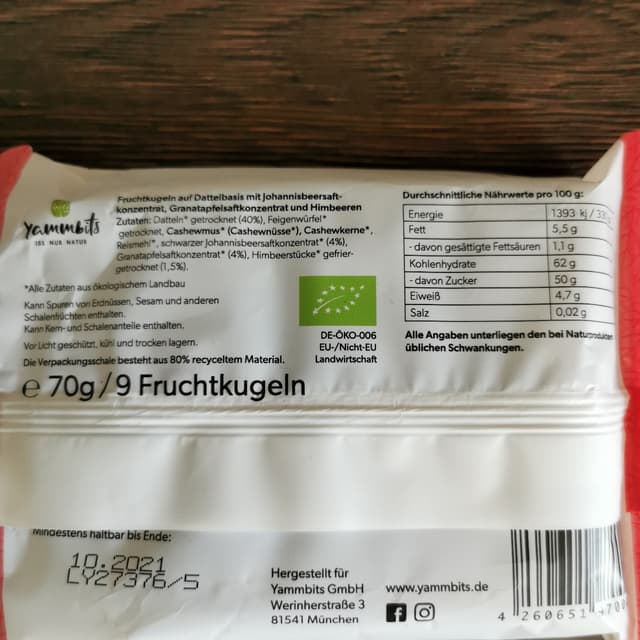 Yammbits
ISS NUR NATUR
Fruchtkugeln auf Dattelbasis mit Johannisbeersaft-
konzentrat, Granatapfelsaftkonzentrat und Himbeeren
Zutaten: Datteln* getrocknet (40%), Feigenwürfel*
getrocknet, Cashewmus* (Cashewnüsse*), Cashewkerne*,
Reismehl*, schwarzer Johannisbeersaftkonzentrat* (4%),
Granatapfelsaftkonzentrat* (4%), Himbeerstücke* gefrier-
getrocknet (1,5%).
*Alle Zutaten aus ökologischem Landbau
Kann Spuren von Erdnüssen, Sesam und anderen
Schalenfrüchten enthalten.
Kann Kern- und Schalenanteile enthalten.
Vor Licht geschützt, kühl und trocken lagern.
Die Verpackungsschale besteht aus 80% recyceltem Material.
℮ 70g/9 Fruchtkugeln
DE-ÖKO-006
EU-/Nicht-EU
Landwirtschaft
Durchschnittliche Nährwerte pro 100 g:
Energie 1393 kj /
Fett 5,5 g
- davon gesättigte Fettsäuren 1,1 g
Kohlenhydrate 62 g
- davon Zucker 50 g
Eiweiß 4,7 g
Salz 0,02 g
Alle Angaben unterliegen den bei Naturprodukten
üblichen Schwankungen.
Mindestens haltbar bis Ende:
10.2021
LY27376/5
Hergestellt für
Yammbits GmbH
Werinherstraße 3
81541 München
www.yammbits.de
4 260651